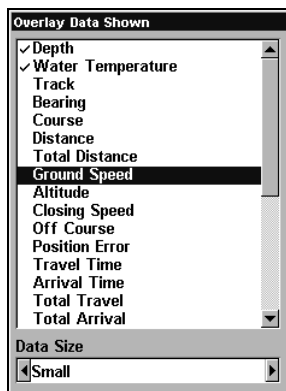 Overlay Data Shown
✓Depth
✓Water Temperature
Track
Bearing
Course
Distance
Total Distance
Ground Speed
Altitude
Closing Speed
Off Course
Position Error
Travel Time
Arrival Time
Total Travel
Total Arrival
Data Size
Small